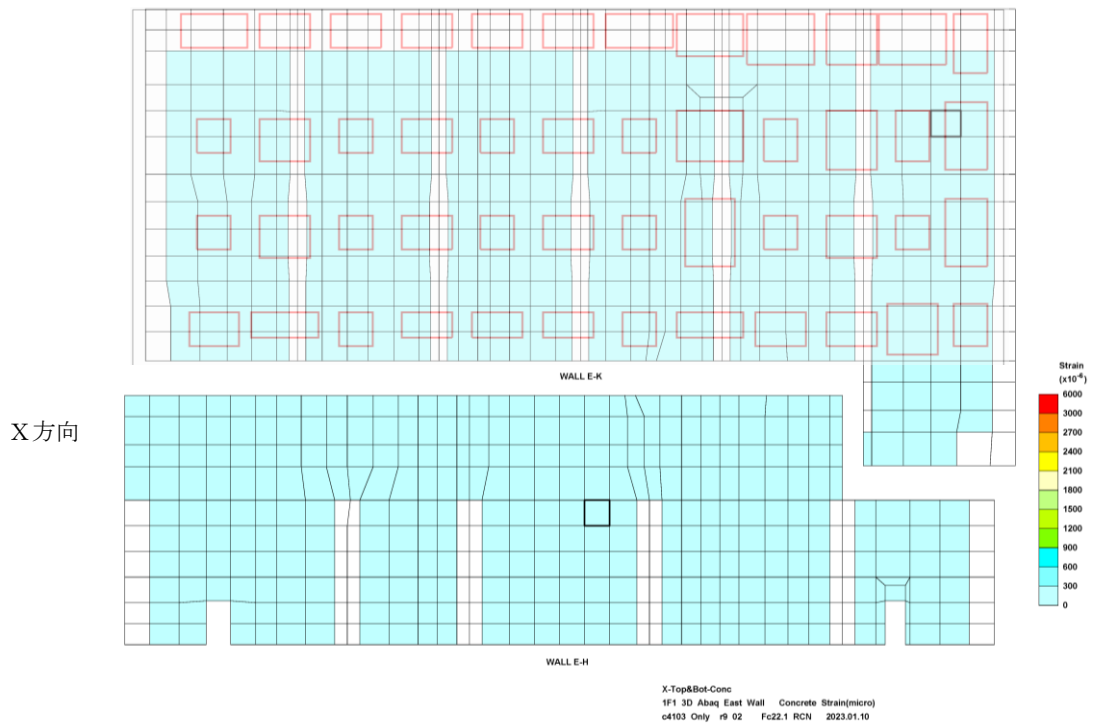 WALL E-K
X方向
WALL E-H
Strain
(x10⁻⁶)
6000
3000
2700
2400
2100
1800
1500
1200
900
600
300
0
X-Top&Bot-Conc
1F1 3D Abaq East Wall Concrete Strain(micro)
c4103 Only r9 02 Fc22.1 RCN 2023.01.10